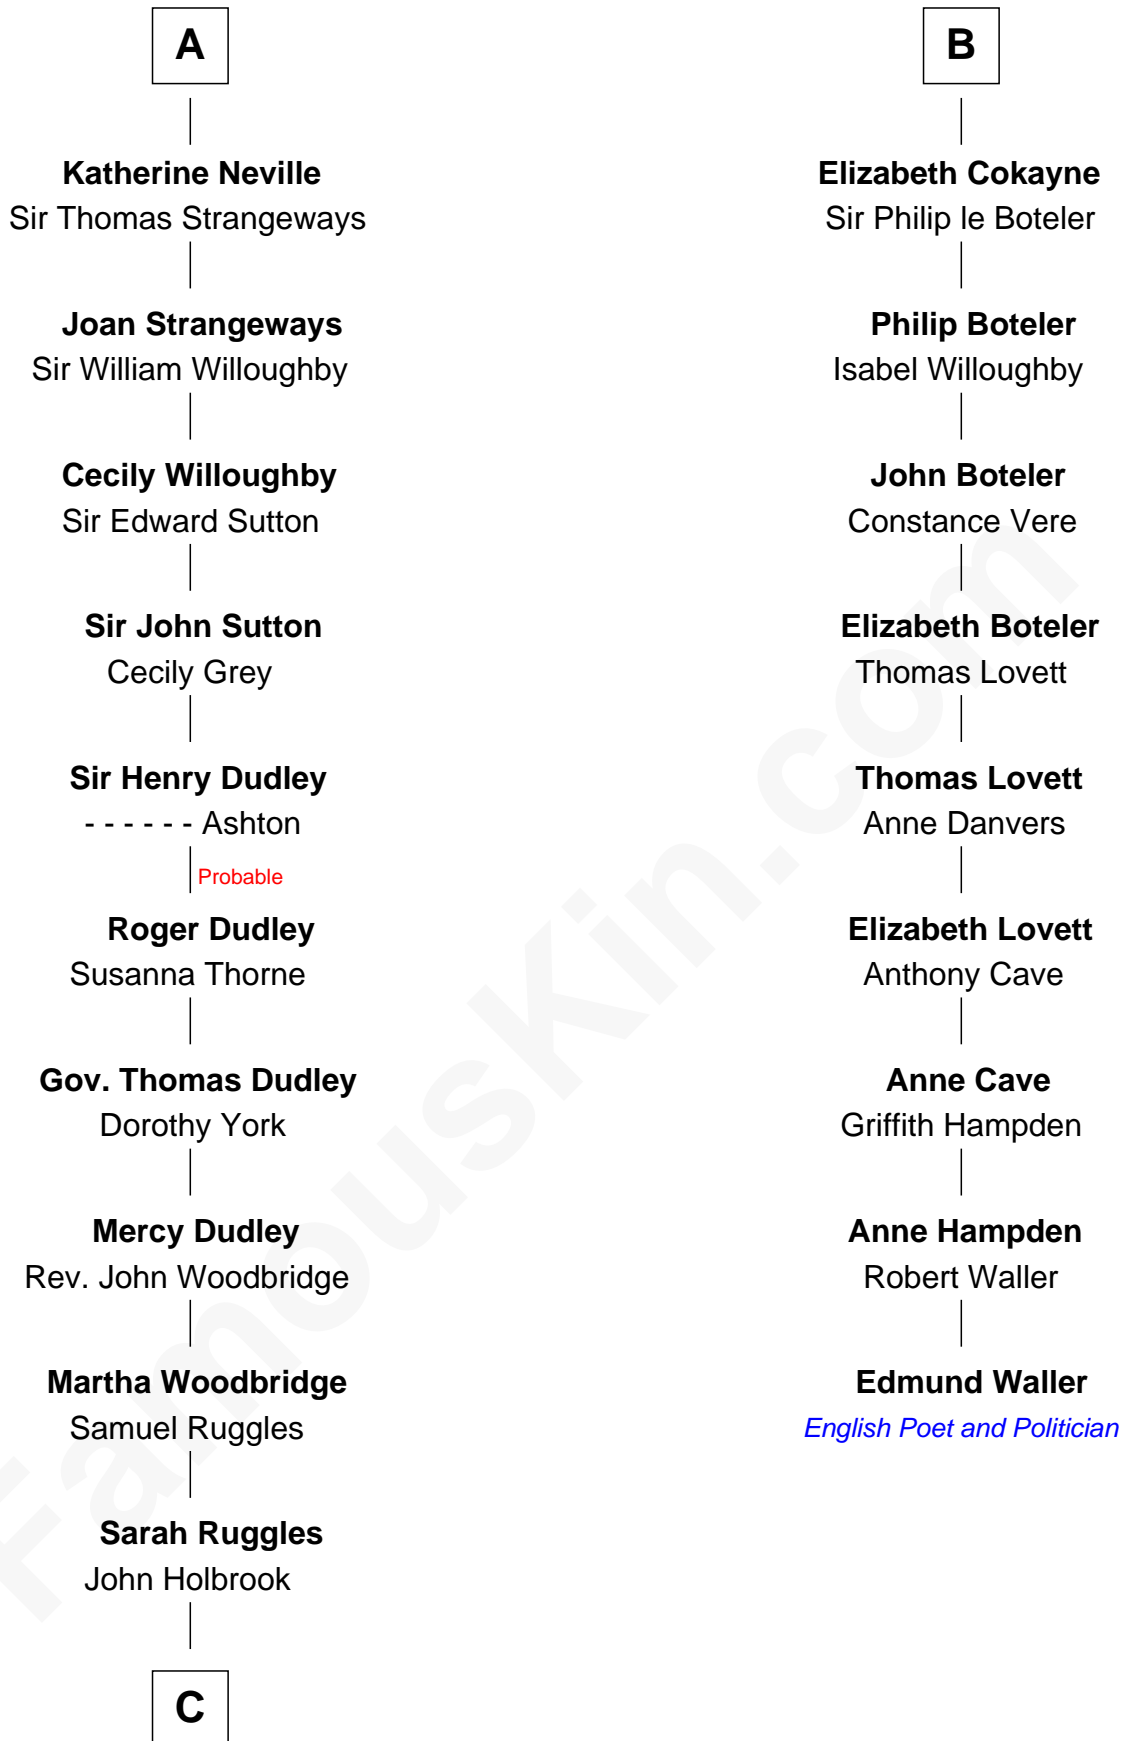 A
Katherine Neville
Sir Thomas Strangeways
Joan Strangeways
Sir William Willoughby
Cecily Willoughby
Sir Edward Sutton
Sir John Sutton
Cecily Grey
Sir Henry Dudley
- - - - - - Ashton
Probable
Roger Dudley
Susanna Thorne
Gov. Thomas Dudley
Dorothy York
Mercy Dudley
Rev. John Woodbridge
Martha Woodbridge
Samuel Ruggles
Sarah Ruggles
John Holbrook
C
B
Elizabeth Cokayne
Sir Philip le Boteler
Philip Boteler
Isabel Willoughby
John Boteler
Constance Vere
Elizabeth Boteler
Thomas Lovett
Thomas Lovett
Anne Danvers
Elizabeth Lovett
Anthony Cave
Anne Cave
Griffith Hampden
Anne Hampden
Robert Waller
Edmund Waller
English Poet and Politician
FamousKin.com